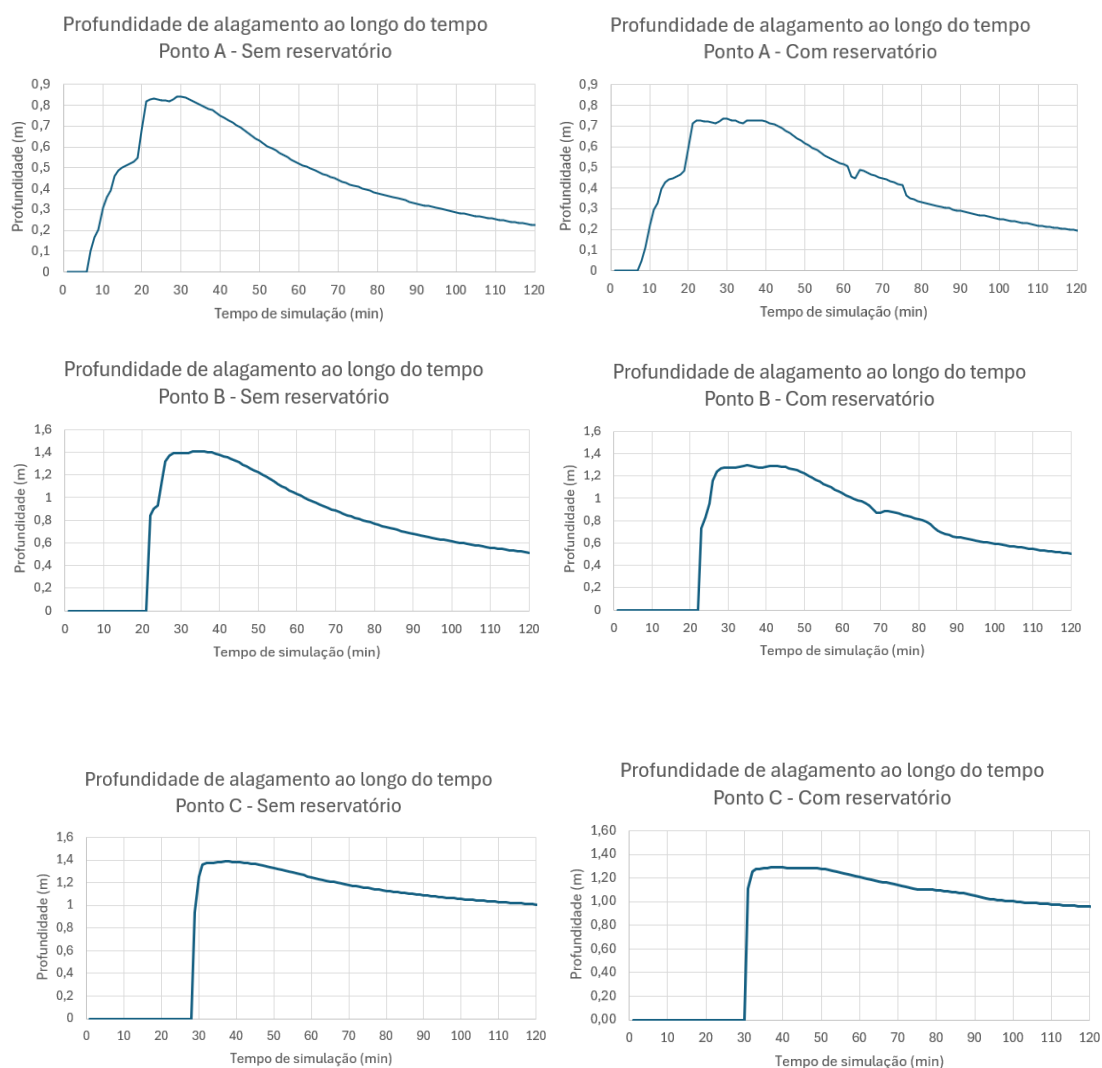 Profundidade de alagamento ao longo do tempo
Ponto A - Sem reservatório
0,9
0,8
0,7
0,6
0,5
0,4
0,3
0,2
0,1
0
Profundidade (m)
0 10 20 30 40 50 60 70 80 90 100 110 120
Tempo de simulação (min)
Profundidade de alagamento ao longo do tempo
Ponto A - Com reservatório
0,9
0,8
0,7
0,6
0,5
0,4
0,3
0,2
0,1
0
Profundidade (m)
0 10 20 30 40 50 60 70 80 90 100 110 120
Tempo de simulação (min)
Profundidade de alagamento ao longo do tempo
Ponto B - Sem reservatório
1,6
1,4
1,2
1
0,8
0,6
0,4
0,2
0
Profundidade (m)
0 10 20 30 40 50 60 70 80 90 100 110 120
Tempo de simulação (min)
Profundidade de alagamento ao longo do tempo
Ponto B - Com reservatório
1,6
1,4
1,2
1
0,8
0,6
0,4
0,2
0
Profundidade (m)
0 10 20 30 40 50 60 70 80 90 100 110 120
Tempo de simulação (min)
Profundidade de alagamento ao longo do tempo
Ponto C - Sem reservatório
1,6
1,4
1,2
1
0,8
0,6
0,4
0,2
0
Profundidade (m)
0 10 20 30 40 50 60 70 80 90 100 110 120
Tempo de simulação (min)
Profundidade de alagamento ao longo do tempo
Ponto C - Com reservatório
1,60
1,40
1,20
1,00
0,80
0,60
0,40
0,20
0,00
Profundidade (m)
0 10 20 30 40 50 60 70 80 90 100 110 120
Tempo de simulação (min)